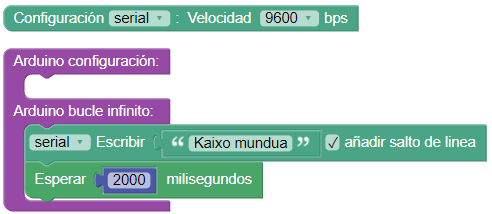 Configuración serial : Velocidad 9600 bps
Arduino configuración:
Arduino bucle infinito:
serial Escribir “ Kaixo mundua ” añadir salto de linea
Esperar 2000 milisegundos